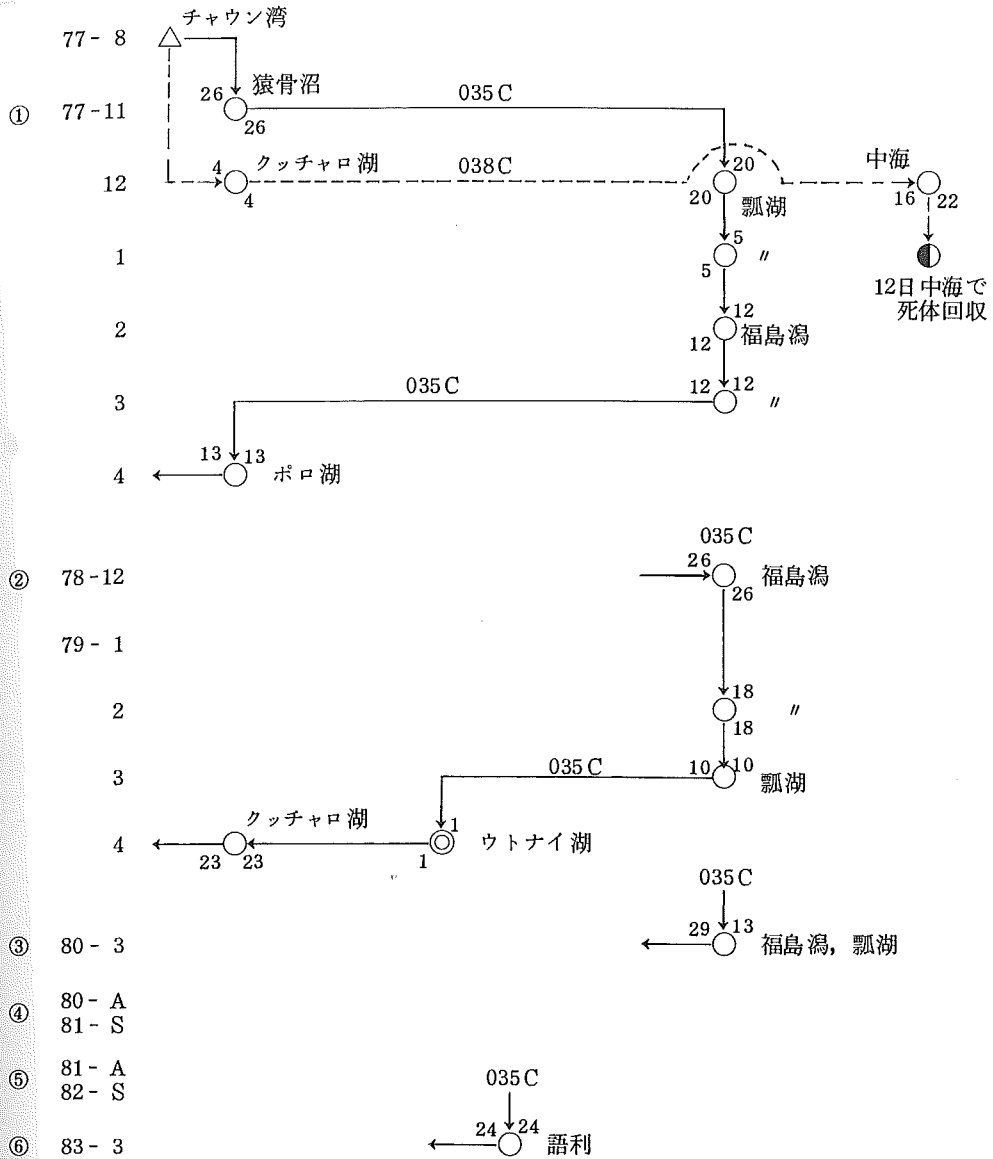 チャウン湾
77- 8
26 猿骨沼
① 77-11 26 035C
4 クッチャロ湖 20 中海
12 4 038C 20 16 22
瓢湖
5
1 5 〃
12日中海で
死体回収
12
2 12 福島潟
035C 12 12
3 〃
13 13
4 ポロ湖
035C
26
② 78-12 26 福島潟
79- 1
18
2 18 〃
035C 10 10
3 瓢湖
クッチャロ湖 1
4 ウトナイ湖
23 23 1
035C
29 13
③ 80- 3 福島潟, 瓢湖
80- A
④
81- S
81- A
⑤
82- S
035C
24 24
⑥ 83- 3 語利